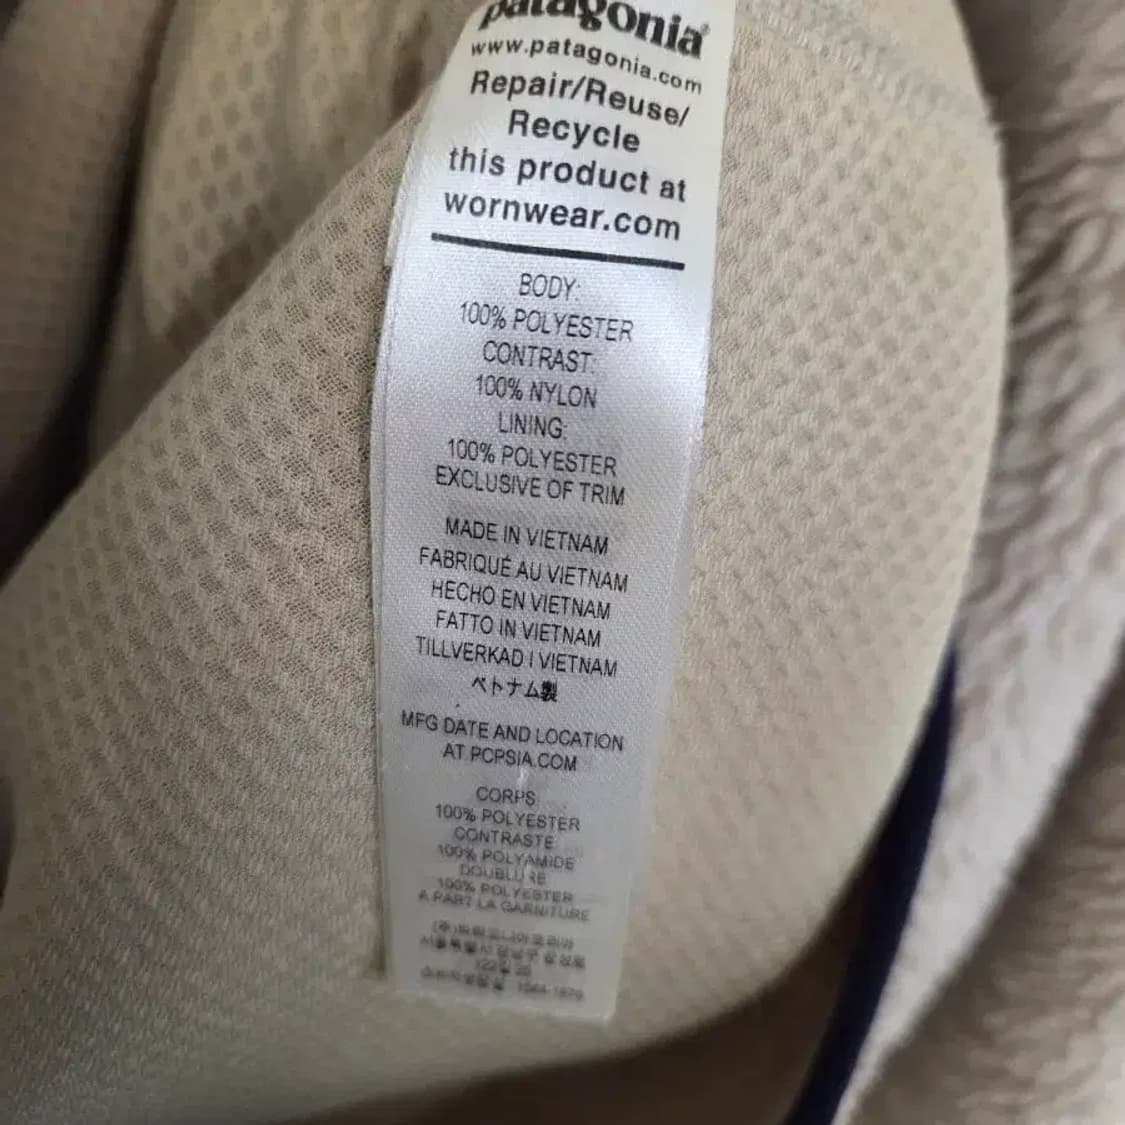 patagonia®
www.patagonia.com
Repair/Reuse/
Recycle
this product at
wornwear.com
BODY:
100% POLYESTER
CONTRAST:
100% NYLON
LINING:
100% POLYESTER
EXCLUSIVE OF TRIM
MADE IN VIETNAM
FABRIQUÉ AU VIETNAM
HECHO EN VIETNAM
FATTO IN VIETNAM
TILLVERKAD I VIETNAM
ベトナム製
MFG DATE AND LOCATION
AT PCPSIA.COM
CORPS:
100% POLYESTER
CONTRASTE:
100% POLYAMIDE
DOUBLURE
100% POLYESTER
A PART LA GARNITURE